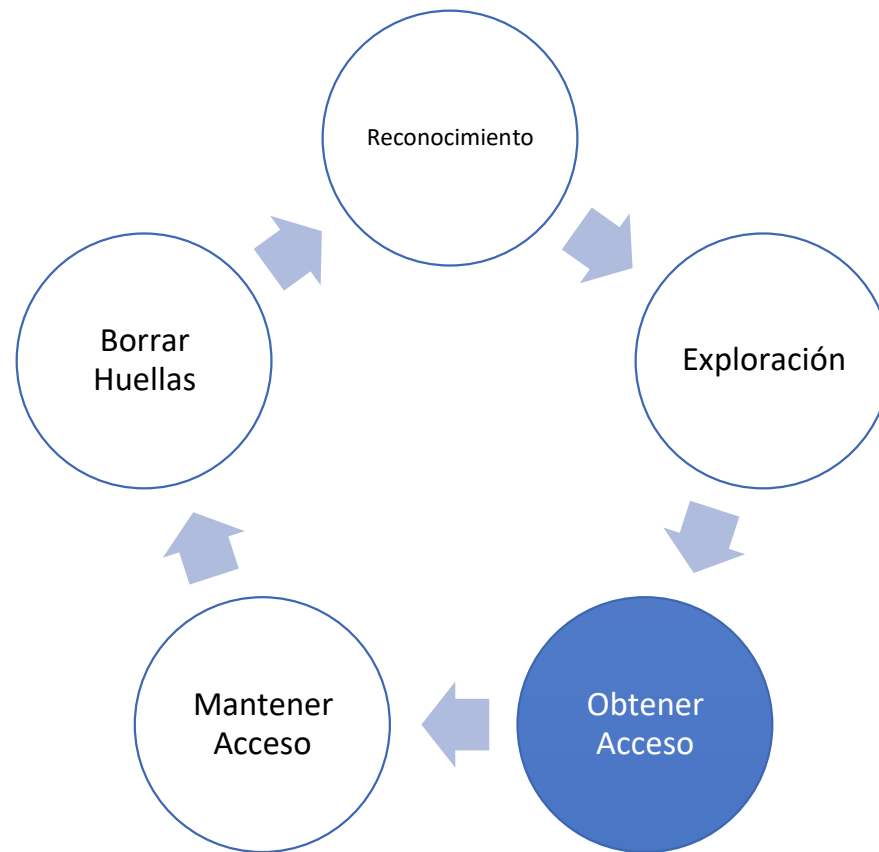 Reconocimiento
Exploración
Obtener
Acceso
Mantener
Acceso
Borrar
Huellas